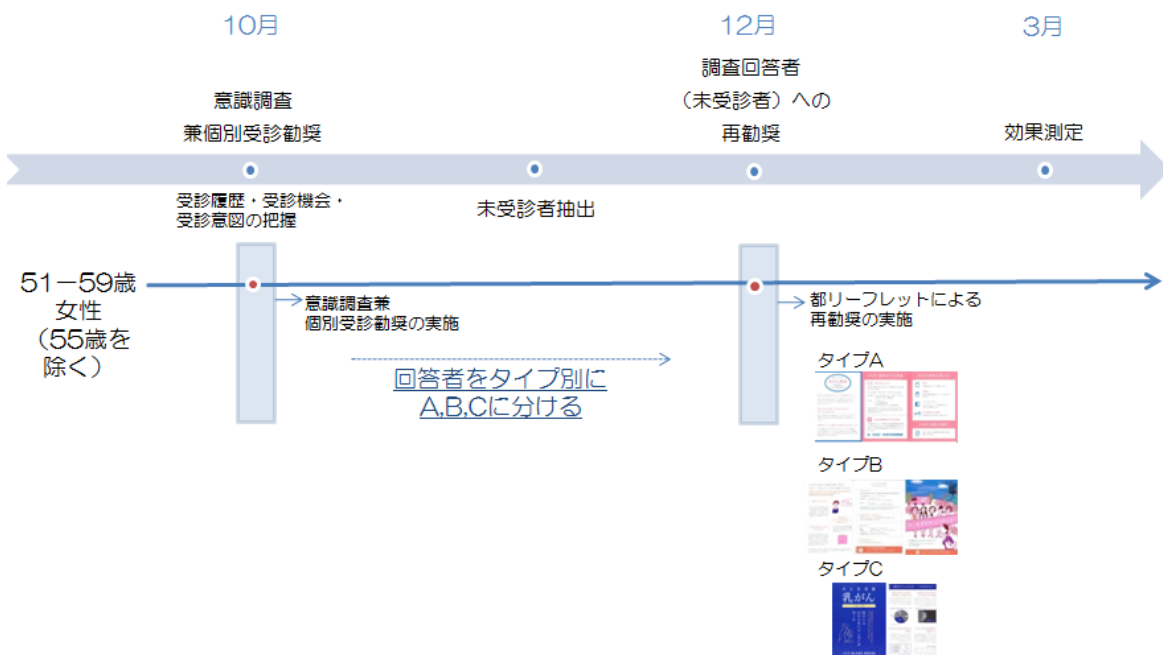 10月
12月
3月
意識調査
兼個別受診勧奨
調査回答者
（未受診者）への
再勧奨
効果測定
受診履歴・受診機会・
受診意図の把握
未受診者抽出
51－59歳
女性
（55歳を
除く）
意識調査兼
個別受診勧奨の実施
都リーフレットによる
再勧奨の実施
回答者をタイプ別に
A,B,Cに分ける
タイプA
タイプB
タイプC
乳がん